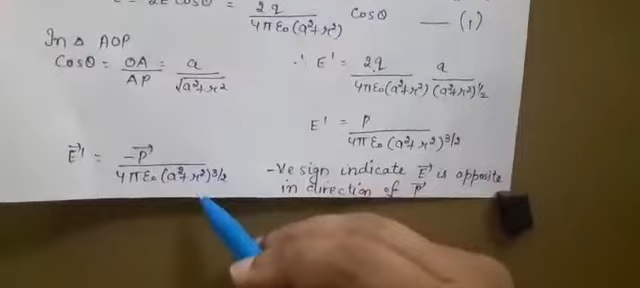 = 2q / 4πε₀(a²+r²) Cosθ — (1)
In △ AOP
Cosθ = OA / AP = a / √a²+r²
∴ E' = 2q / 4πε₀(a²+r²) a / (a²+r²)½
E' = P / 4πε₀(a²+r²)3/2
E⃗' = -P⃗ / 4πε₀(a²+r²)3/2
-Ve sign indicate E⃗' is opposite
in direction of P⃗